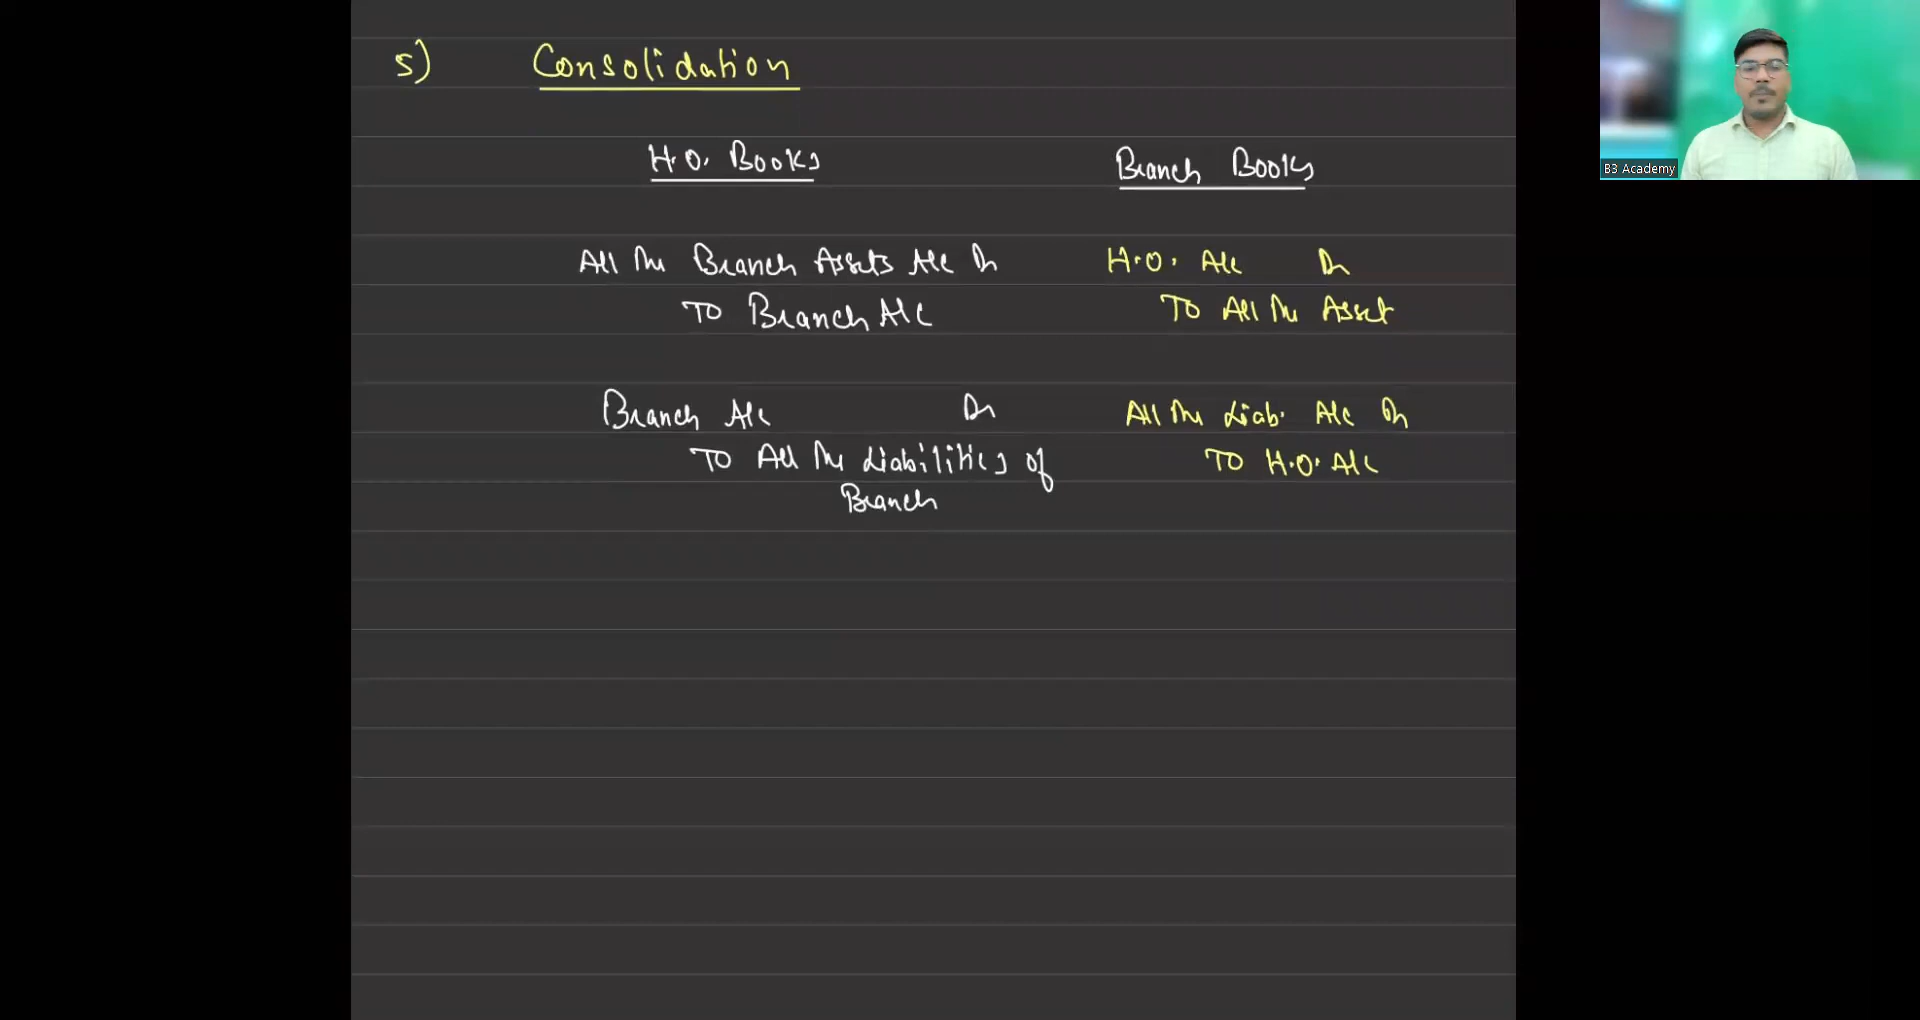 5) Consolidation
H.O. Books
Branch Books
All the Branch Assets A/c Dr
To Branch A/c
H.O. A/c Dr
To All the Asset
Branch A/c Dr
To All the Liabilities of
Branch
All the Liab. A/c Dr
To H.O. A/c
B3 Academy